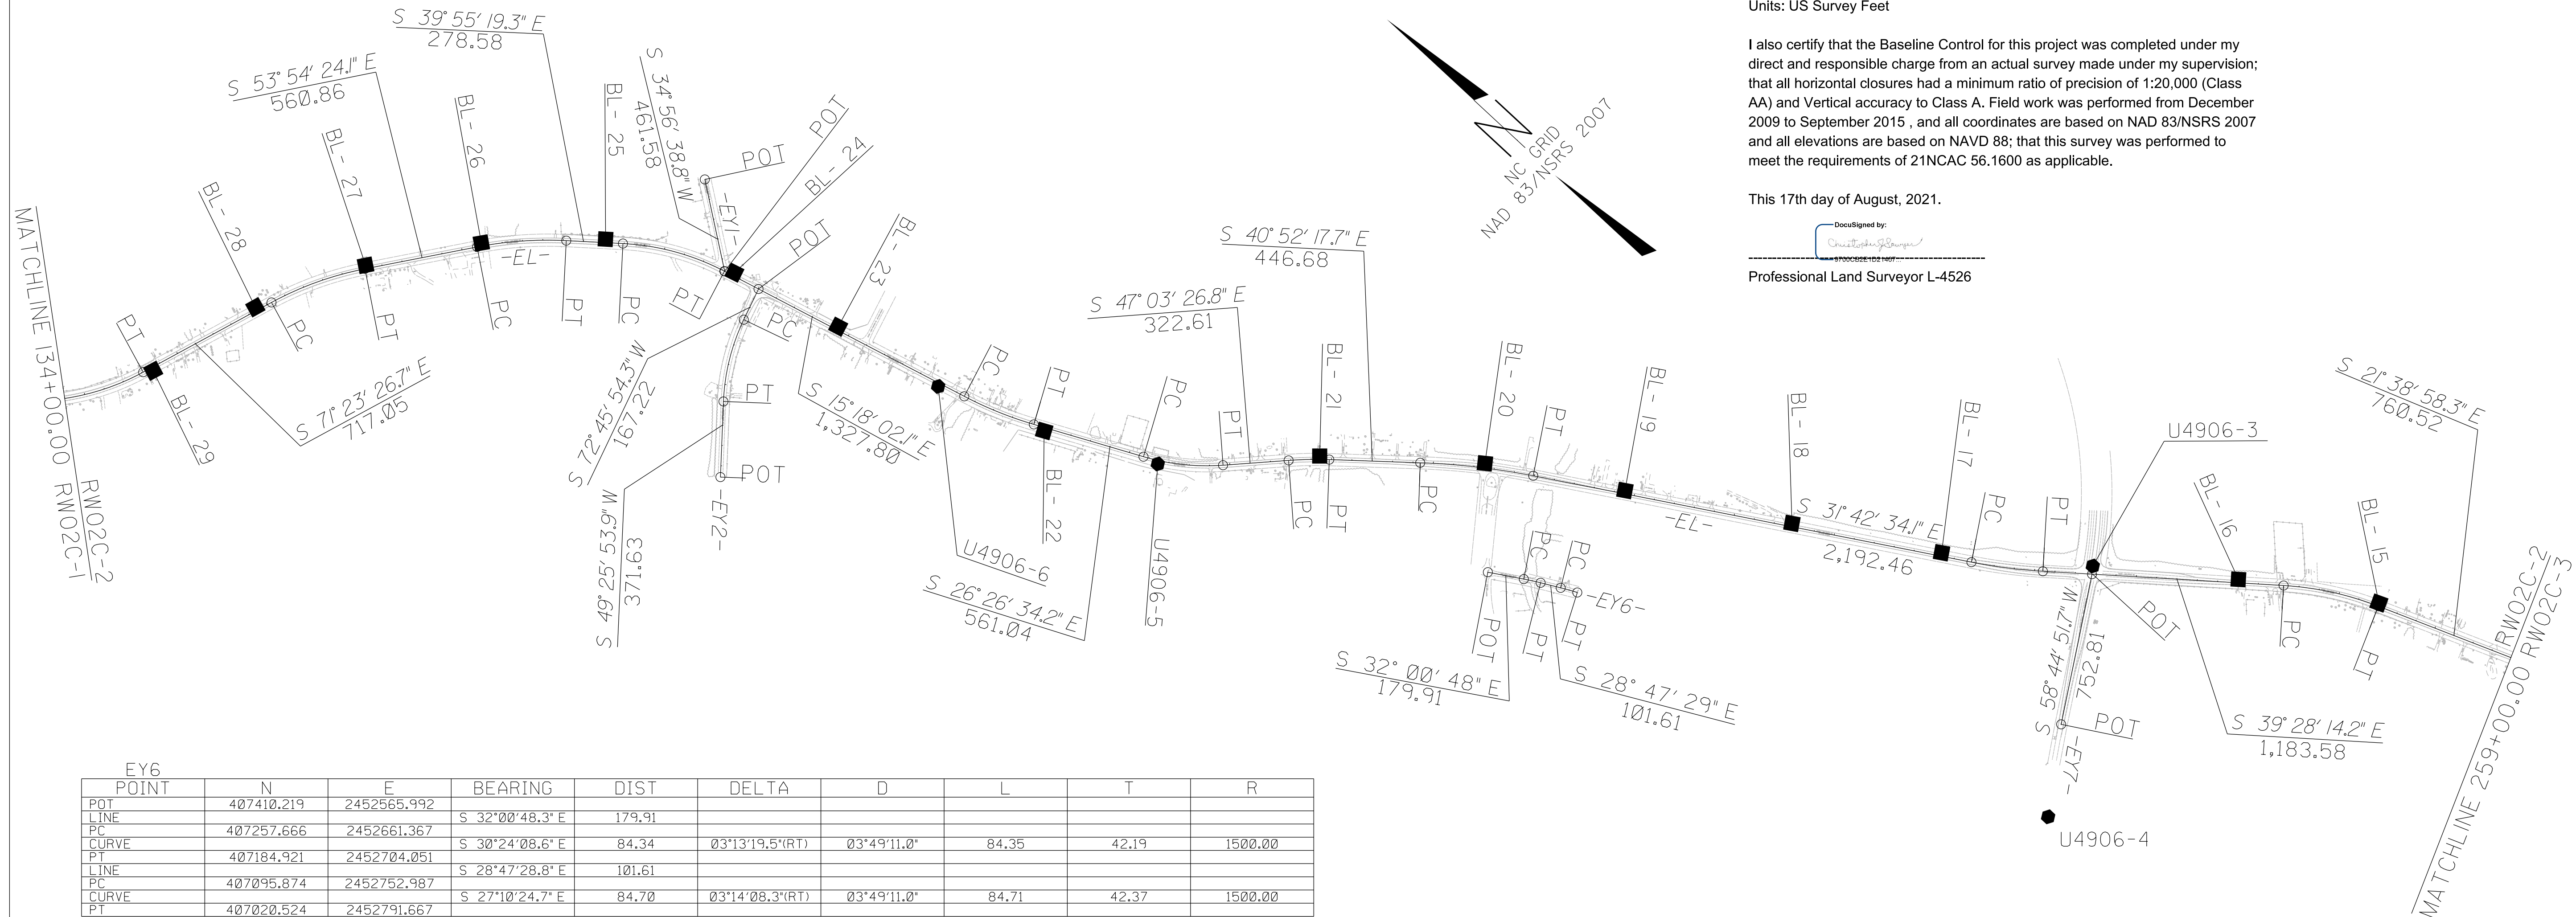 Units: US Survey Feet
I also certify that the Baseline Control for this project was completed under my
direct and responsible charge from an actual survey made under my supervision;
that all horizontal closures had a minimum ratio of precision of 1:20,000 (Class
AA) and Vertical accuracy to Class A. Field work was performed from December
2009 to September 2015 , and all coordinates are based on NAD 83/NSRS 2007
and all elevations are based on NAVD 88; that this survey was performed to
meet the requirements of 21NCAC 56.1600 as applicable.
This 17th day of August, 2021.
DocuSigned by:
Professional Land Surveyor L-4526
N
NC GRID
NAD 83/NSRS 2007
MATCHLINE 134+00.00 RW02C-1
RW02C-2
PT
BL- 29
S 71° 23' 26.7" E
717.05
BL- 28
PC
BL- 27
PT
S 53° 54' 24.1" E
560.86
BL- 26
PC
-EL-
S 39° 55' 19.3" E
278.58
PT
BL- 25
PC
S 34° 56' 38.8" W
461.58
POT
-EY1-
POT
BL- 24
PT
POT
PC
S 72° 45' 54.3" W
167.22
PT
S 49° 25' 53.9" W
371.63
POT
-EY2-
BL- 23
S 15° 18' 02.1" E
1,327.80
U4906-6
PC
PT
BL- 22
S 26° 26' 34.2" E
561.04
PC
U4906-5
PT
S 47° 03' 26.8" E
322.61
PC
BL- 21
PT
S 40° 52' 17.7" E
446.68
PC
BL- 20
PT
BL- 19
-EL-
POT
PC
PT
PC
PT
-EY6-
S 32° 00' 48" E
179.91
S 28° 47' 29" E
101.61
BL- 18
S 31° 42' 34.1" E
2,192.46
BL- 17
PC
PT
U4906-3
POT
S 58° 44' 51.7" W
752.81
POT
-EY7-
U4906-4
BL- 16
S 39° 28' 14.2" E
1,183.58
PC
BL- 15
PT
S 21° 38' 58.3" E
760.52
RW02C-2
MATCHLINE 259+00.00 RW02C-3
EY6
POINT N E BEARING DIST DELTA D L T R
POT 407410.219 2452565.992
LINE S 32°00'48.3" E 179.91
PC 407257.666 2452661.367
CURVE S 30°24'08.6" E 84.34 03°13'19.5"(RT) 03°49'11.0" 84.35 42.19 1500.00
PT 407184.921 2452704.051
LINE S 28°47'28.8" E 101.61
PC 407095.874 2452752.987
CURVE S 27°10'24.7" E 84.70 03°14'08.3"(RT) 03°49'11.0" 84.71 42.37 1500.00
PT 407020.524 2452791.667